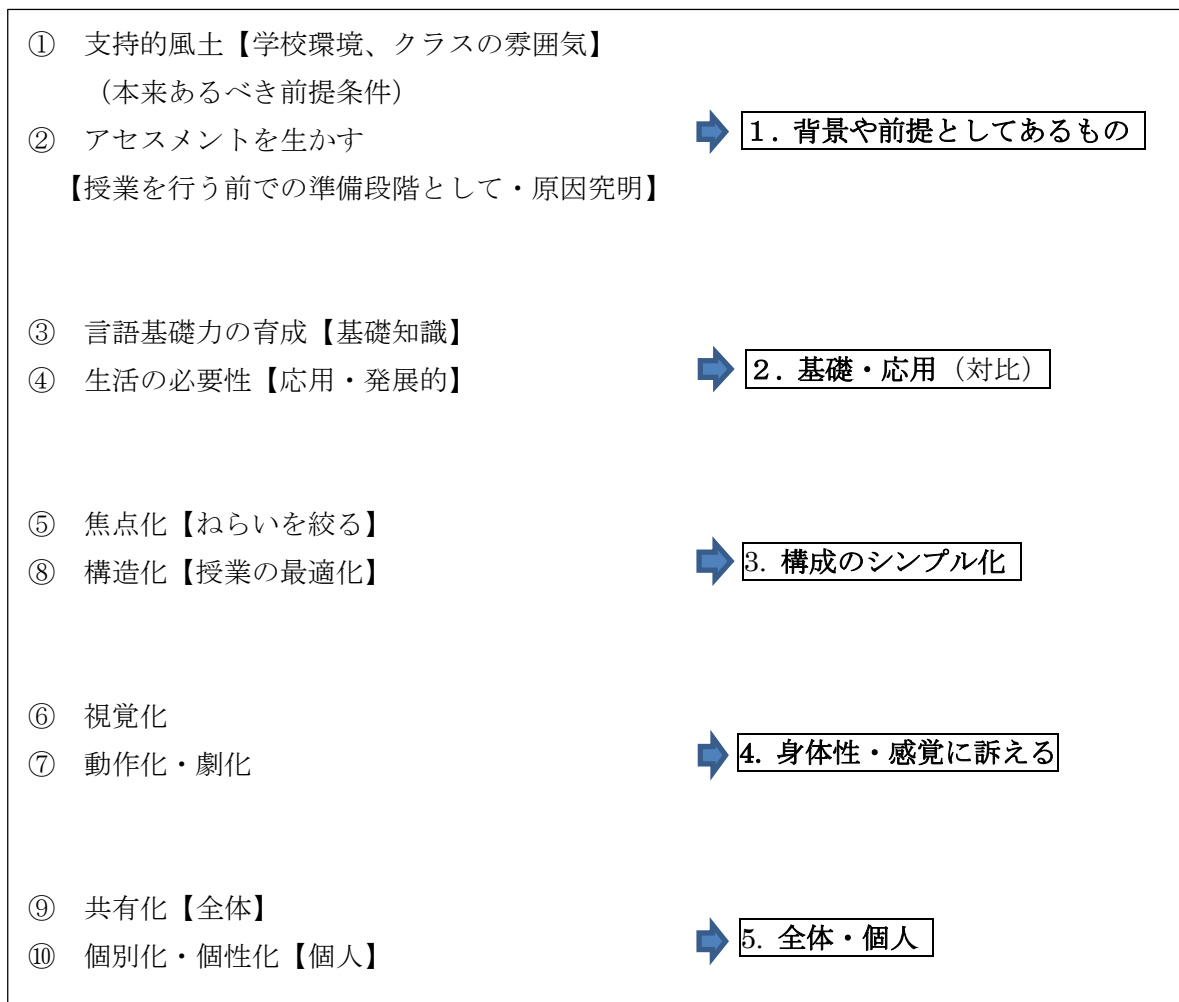 ① 支持的風土【学校環境、クラスの雰囲気】
（本来あるべき前提条件）
② アセスメントを生かす
【授業を行う前での準備段階として・原因究明】
1. 背景や前提としてあるもの
③ 言語基礎力の育成【基礎知識】
④ 生活の必要性【応用・発展的】
2. 基礎・応用（対比）
⑤ 焦点化【ねらいを絞る】
⑧ 構造化【授業の最適化】
3. 構成のシンプル化
⑥ 視覚化
⑦ 動作化・劇化
4. 身体性・感覚に訴える
⑨ 共有化【全体】
⑩ 個別化・個性化【個人】
5. 全体・個人